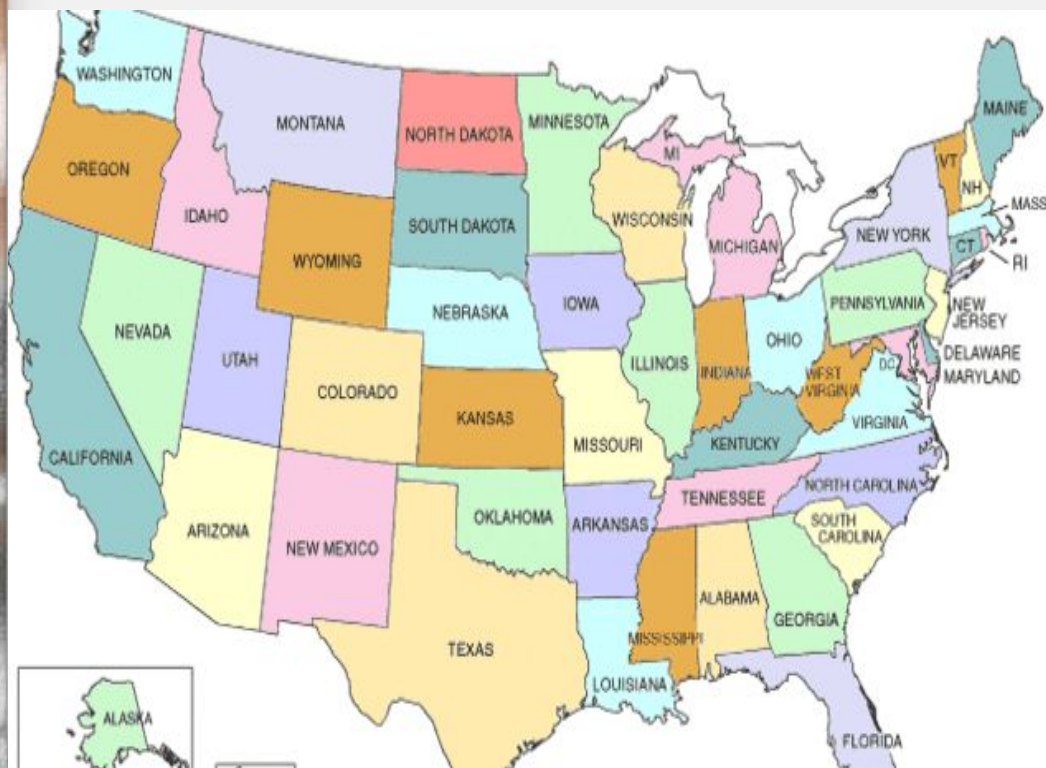 WASHINGTON
MONTANA
NORTH DAKOTA
MINNESOTA
MAINE
OREGON
IDAHO
MI
VT
NH
MASS
WYOMING
SOUTH DAKOTA
WISCONSIN
MICHIGAN
NEW YORK
CT
RI
NEVADA
UTAH
NEBRASKA
IOWA
ILLINOIS
INDIANA
OHIO
PENNSYLVANIA
NEW
JERSEY
DELAWARE
MARYLAND
DC
WEST
VIRGINIA
VIRGINIA
COLORADO
KANSAS
MISSOURI
KENTUCKY
CALIFORNIA
ARIZONA
NEW MEXICO
OKLAHOMA
ARKANSAS
TENNESSEE
NORTH CAROLINA
SOUTH
CAROLINA
TEXAS
LOUISIANA
MISSISSIPPI
ALABAMA
GEORGIA
ALASKA
FLORIDA